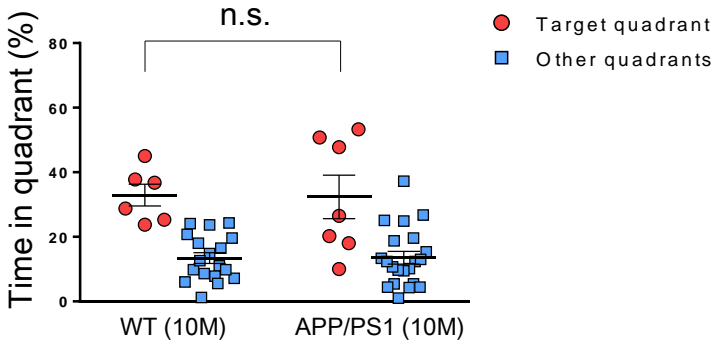 n.s.
Target quadrant
Other quadrants
Time in quadrant (%)
80
60
40
20
0
WT (10M)
APP/PS1 (10M)